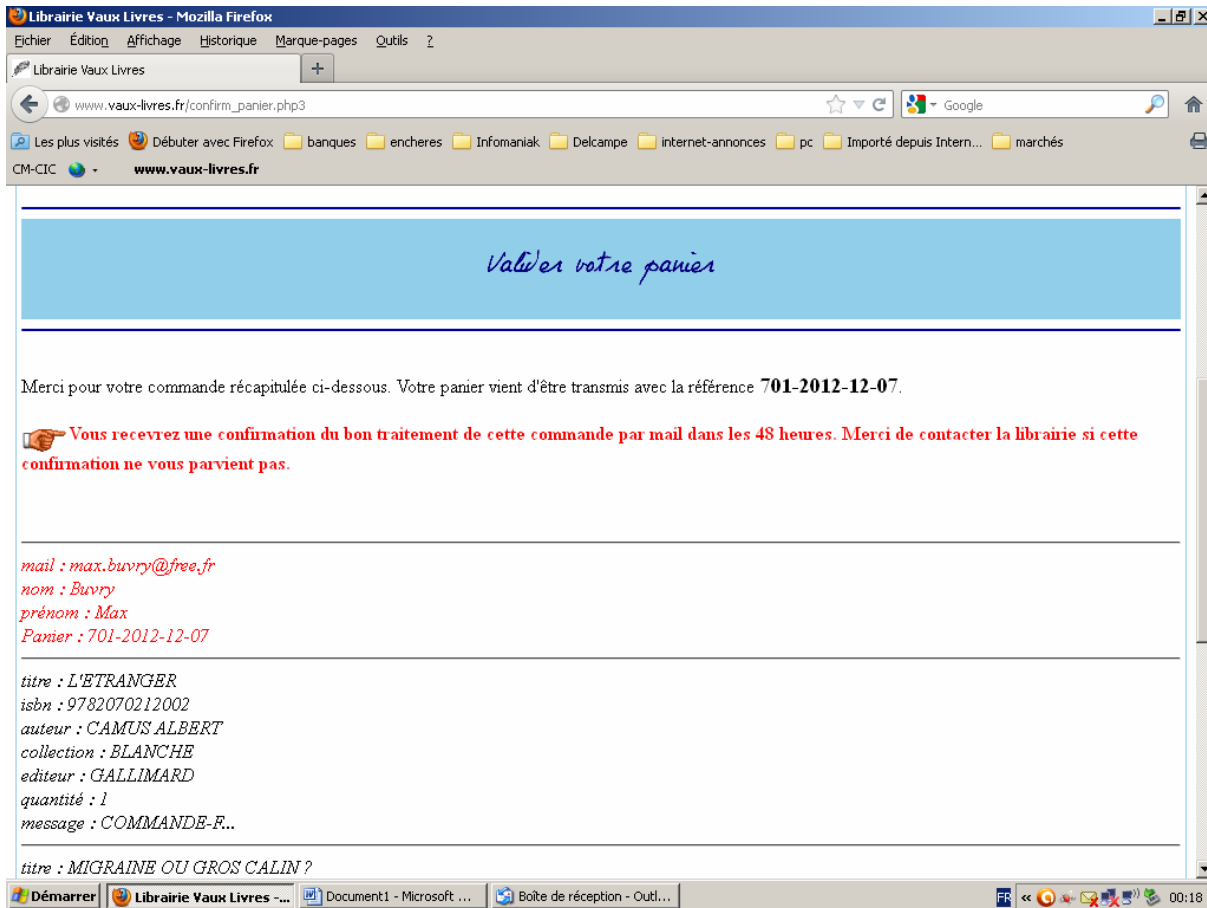 Librairie Vaux Livres - Mozilla Firefox
Fichier Édition Affichage Historique Marque-pages Outils ?
Librairie Vaux Livres +
www.vaux-livres.fr/confirm_panier.php3 Google
Les plus visités Débuter avec Firefox banques encheres Infomaniak Delcampe internet-annonces pc Importé depuis Intern... marchés
CM-CIC www.vaux-livres.fr
Valider votre panier
Merci pour votre commande récapitulée ci-dessous. Votre panier vient d'être transmis avec la référence 701-2012-12-07.
Vous recevrez une confirmation du bon traitement de cette commande par mail dans les 48 heures. Merci de contacter la librairie si cette
confirmation ne vous parvient pas.
mail : max.buvry@free.fr
nom : Buvry
prénom : Max
Panier : 701-2012-12-07
titre : L'ETRANGER
isbn : 9782070212002
auteur : CAMUS ALBERT
collection : BLANCHE
editeur : GALLIMARD
quantité : 1
message : COMMANDE-F...
titre : MIGRAINE OU GROS CALIN ?
Démarrer Librairie Vaux Livres -... Document1 - Microsoft ... Boîte de réception - Outl... FR « 00:18